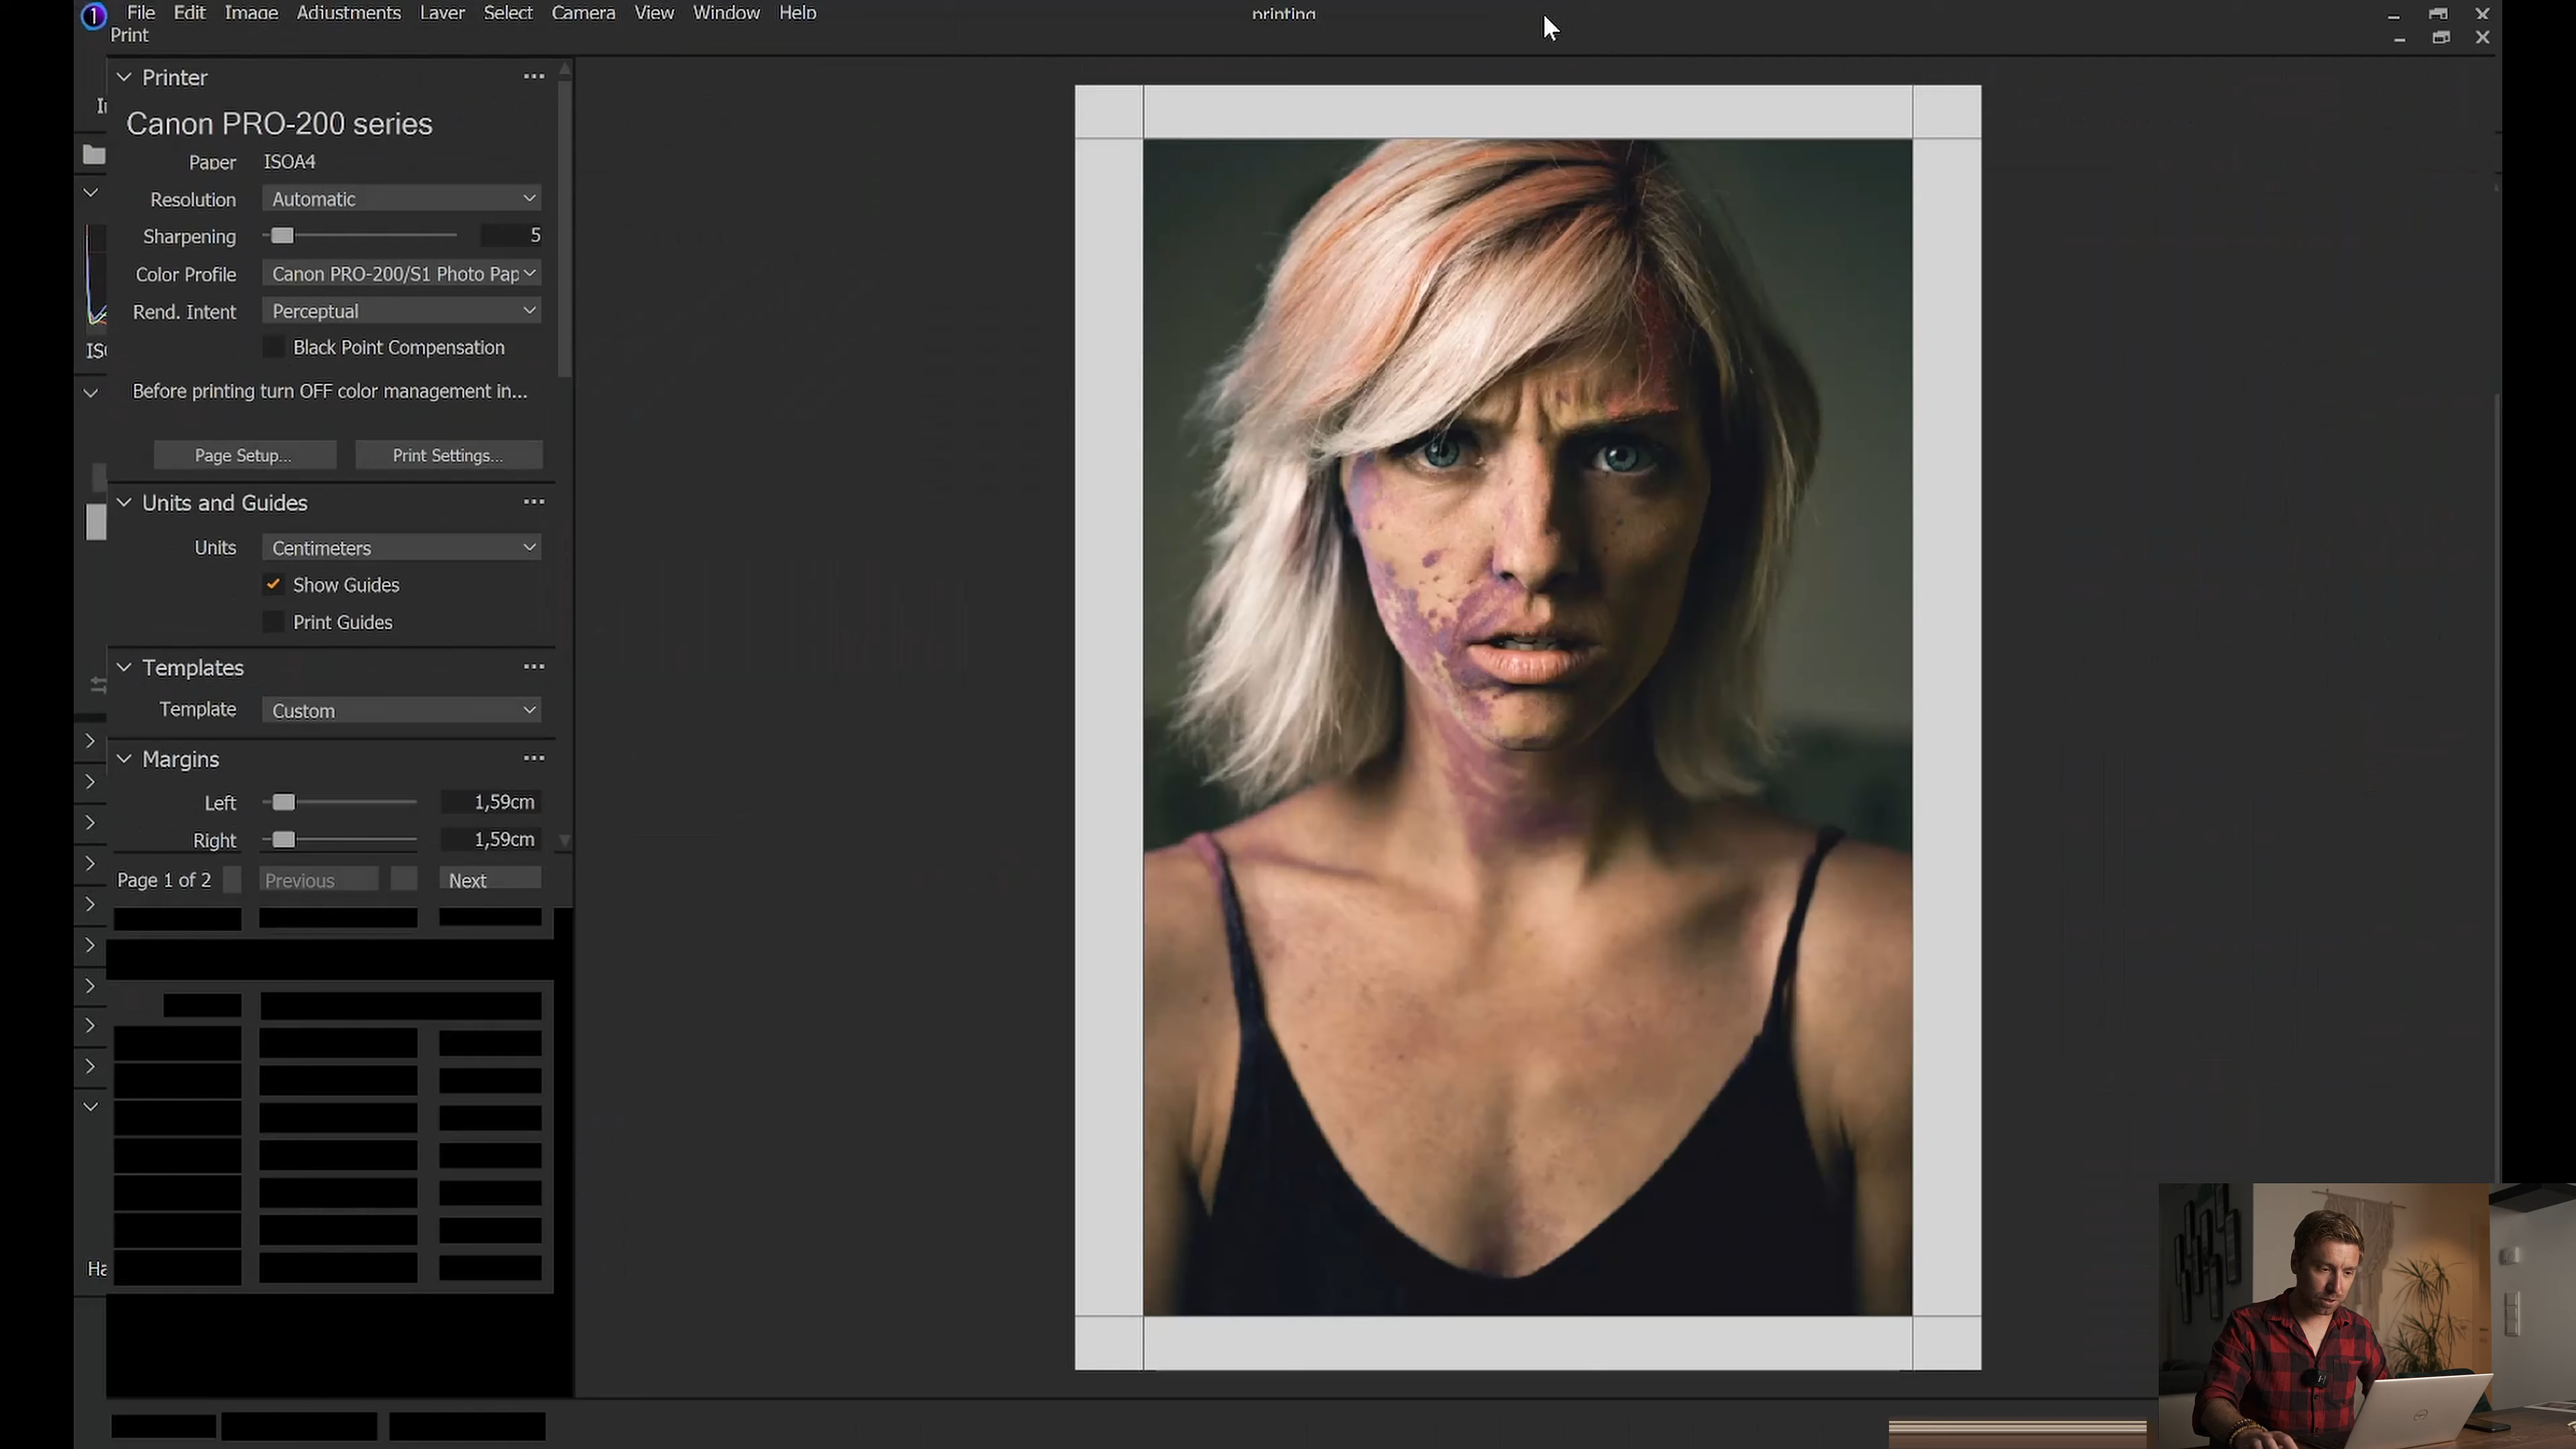 File Edit Image Adjustments Layer Select Camera View Window Help
printing
Print
Printer
Canon PRO-200 series
Paper ISOA4
Resolution Automatic
Sharpening 5
Color Profile Canon PRO-200/S1 Photo Pap
Rend. Intent Perceptual
Black Point Compensation
Before printing turn OFF color management in...
Page Setup... Print Settings...
Units and Guides
Units Centimeters
Show Guides
Print Guides
Templates
Template Custom
Margins
Left 1,59cm
Right 1,59cm
Page 1 of 2 Previous Next
ISO
Ha